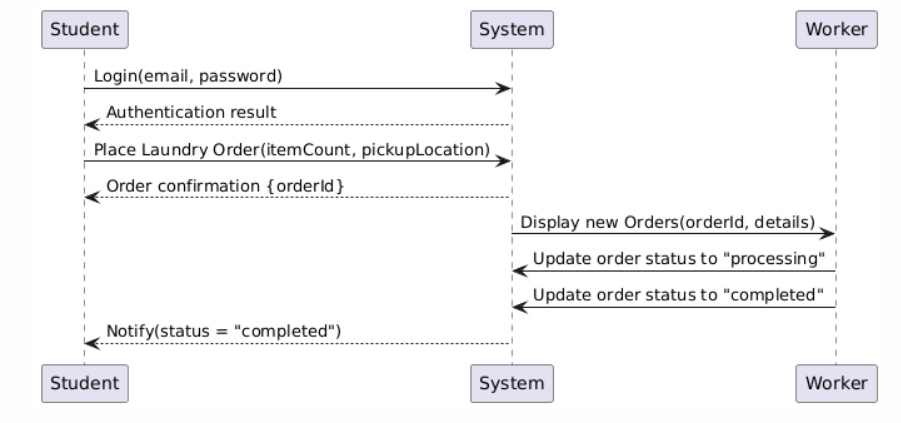 Student System Worker
Login(email, password)
Authentication result
Place Laundry Order(itemCount, pickupLocation)
Order confirmation {orderId}
Display new Orders(orderId, details)
Update order status to "processing"
Update order status to "completed"
Notify(status = "completed")
Student System Worker